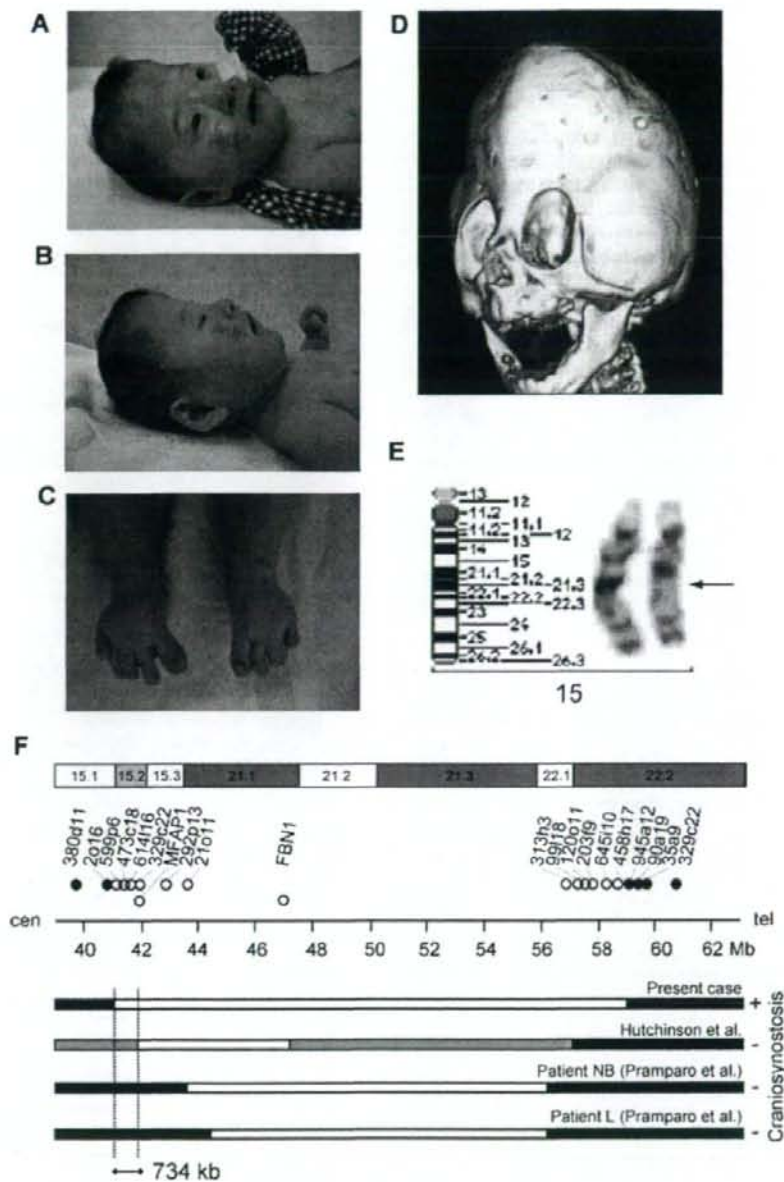 A
D
B
C
E
13
12
11.2
11.1
11.2
12
13
14
15
21.1
21.2
21.3
22.1
22.2
22.3
23
24
25
26.1
26.2
26.3
15
F
15.1 15.2 15.3 21.1 21.2 21.3 22.1 22.2
380d11
2o16
599p6
473c18
614f16
329c22
MFAP1
292p13
21o11
FBN1
313h3
99l18
120o11
203f9
645i10
458h17
945a12
90a19
35a9
329c22
cen tel
40 42 44 46 48 50 52 54 56 58 60 62 Mb
Present case +
Hutchinson et al. -
Patient NB (Pramparo et al.) -
Patient L (Pramparo et al.) -
Craniosynostosis
734 kb